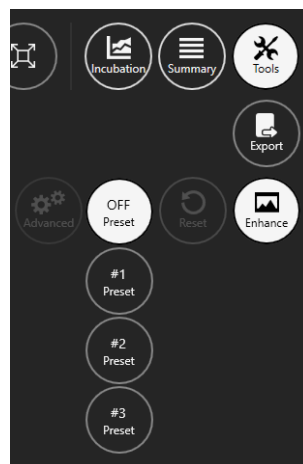 Incubation
Summary
Tools
Export
Advanced
OFF
Preset
Reset
Enhance
#1
Preset
#2
Preset
#3
Preset